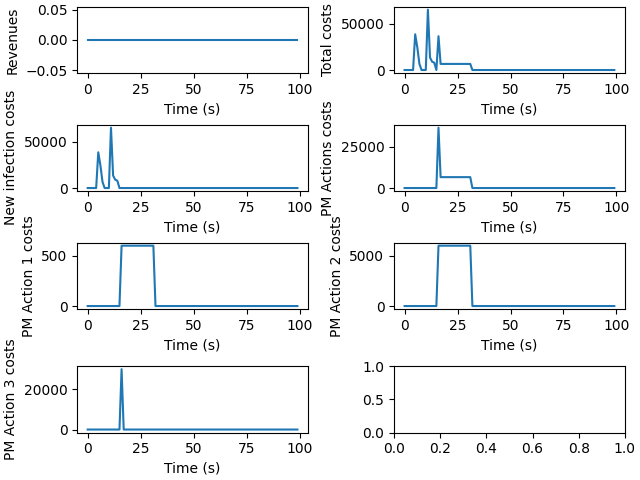 Revenues
0.05
0.00
−0.05
0 25 50 75 100
Time (s)
Total costs
50000
0
0 25 50 75 100
Time (s)
New infection costs
50000
0
0 25 50 75 100
Time (s)
PM Actions costs
25000
0
0 25 50 75 100
Time (s)
PM Action 1 costs
500
0
0 25 50 75 100
Time (s)
PM Action 2 costs
5000
0
0 25 50 75 100
Time (s)
PM Action 3 costs
20000
0
0 25 50 75 100
Time (s)
1.0
0.5
0.0
0.0 0.2 0.4 0.6 0.8 1.0